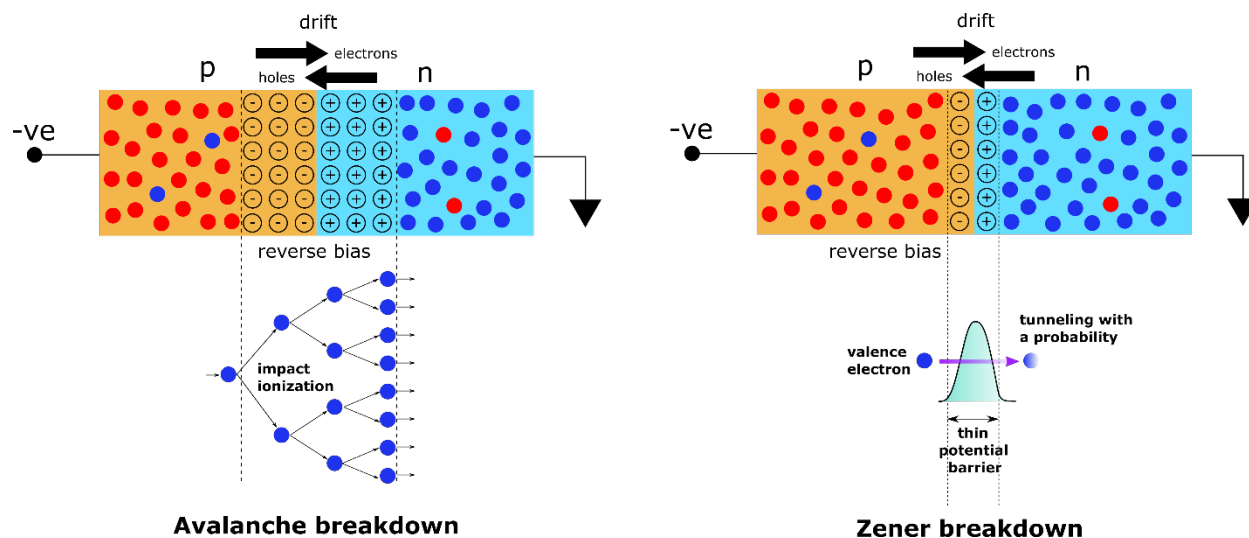 drift
electrons
p
holes
n
-ve
reverse bias
impact
ionization
Avalanche breakdown
drift
electrons
p
holes
n
-ve
reverse bias
valence
electron
tunneling with
a probability
thin
potential
barrier
Zener breakdown